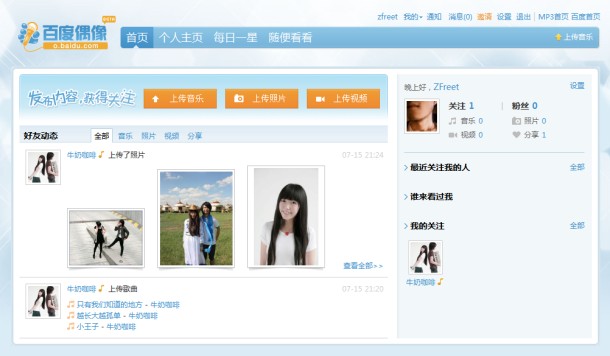 zfreet 我的 通知 消息(0) 邀请 设置 退出 | MP3首页 百度首页
百度偶像 BETA
o.baidu.com
首页 个人主页 每日一星 随便看看 上传音乐
发布内容,获得关注 上传音乐 上传照片 上传视频
好友动态 全部 音乐 照片 视频 分享
牛奶咖啡 上传了照片 07-15 21:24
查看全部>>
牛奶咖啡 上传歌曲 07-15 21:20
只有我们知道的地方 - 牛奶咖啡
越长大越孤单 - 牛奶咖啡
小王子 - 牛奶咖啡
晚上好，ZFreet 设置
关注 1 | 粉丝 0
音乐 0 照片 0
视频 0 分享 1
最近关注我的人 全部
谁来看过我
我的关注 全部
牛奶咖啡